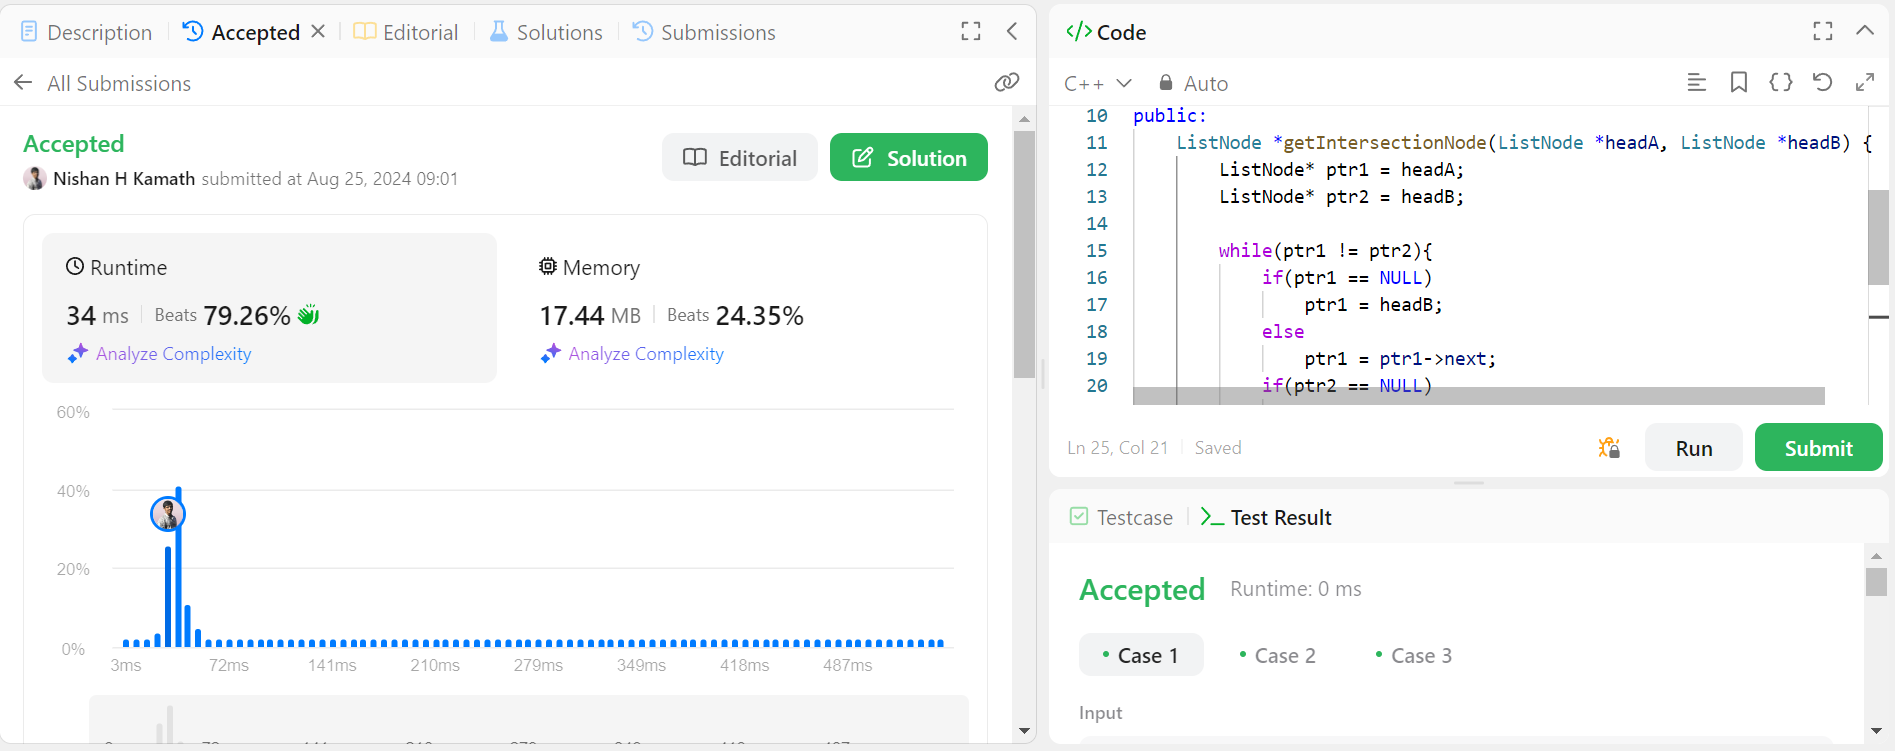 Description
Accepted
Editorial
Solutions
Submissions
All Submissions
Accepted
Nishan H Kamath submitted at Aug 25, 2024 09:01
Editorial
Solution
Runtime
34 ms Beats 79.26%
Analyze Complexity
Memory
17.44 MB Beats 24.35%
Analyze Complexity
60%
40%
20%
0%
3ms 72ms 141ms 210ms 279ms 349ms 418ms 487ms
</> Code
C++ Auto
10 public:
11 ListNode *getIntersectionNode(ListNode *headA, ListNode *headB) {
12 ListNode* ptr1 = headA;
13 ListNode* ptr2 = headB;
14
15 while(ptr1 != ptr2){
16 if(ptr1 == NULL)
17 ptr1 = headB;
18 else
19 ptr1 = ptr1->next;
20 if(ptr2 == NULL)
Ln 25, Col 21 Saved
Run
Submit
Testcase
Test Result
Accepted Runtime: 0 ms
Case 1 Case 2 Case 3
Input